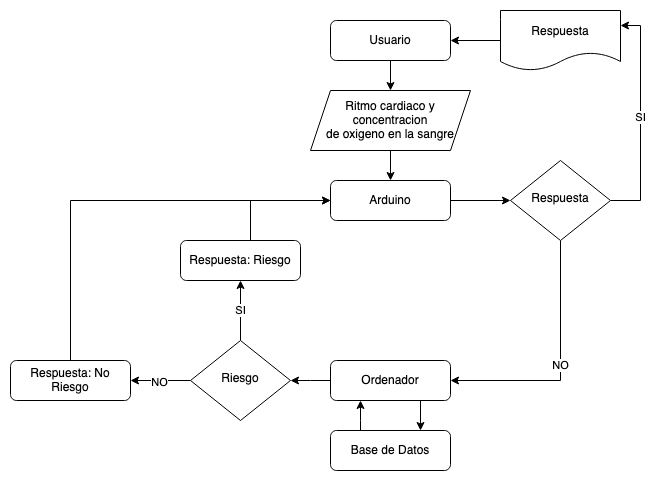 Usuario
Respuesta
Ritmo cardiaco y
concentracion
de oxigeno en la sangre
SI
Arduino
Respuesta
Respuesta: Riesgo
SI
NO
Respuesta: No
Riesgo
NO
Riesgo
Ordenador
Base de Datos